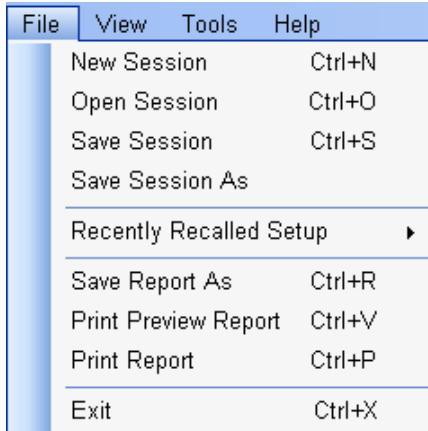 File View Tools Help
New Session Ctrl+N
Open Session Ctrl+O
Save Session Ctrl+S
Save Session As
Recently Recalled Setup
Save Report As Ctrl+R
Print Preview Report Ctrl+V
Print Report Ctrl+P
Exit Ctrl+X